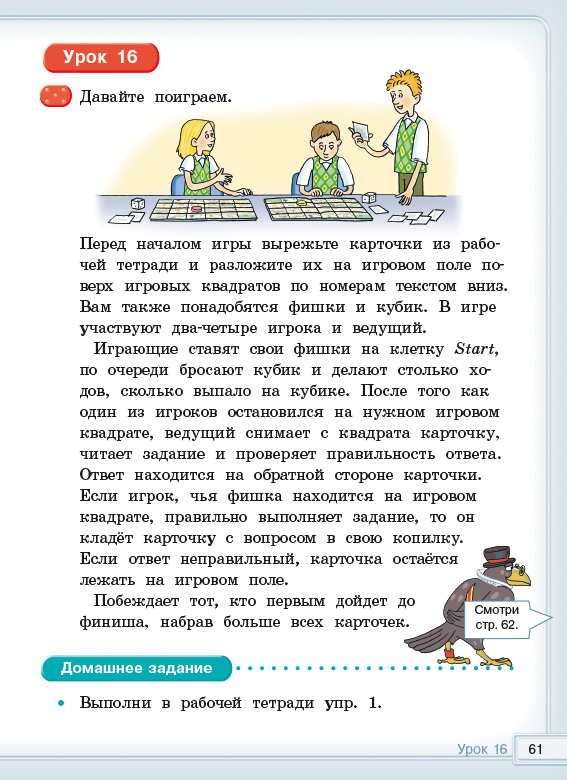 Урок 16
Давайте поиграем.
Перед началом игры вырежьте карточки из рабо-
чей тетради и разложите их на игровом поле по-
верх игровых квадратов по номерам текстом вниз.
Вам также понадобятся фишки и кубик. В игре
участвуют два-четыре игрока и ведущий.
Играющие ставят свои фишки на клетку Start,
по очереди бросают кубик и делают столько хо-
дов, сколько выпало на кубике. После того как
один из игроков остановился на нужном игровом
квадрате, ведущий снимает с квадрата карточку,
читает задание и проверяет правильность ответа.
Ответ находится на обратной стороне карточки.
Если игрок, чья фишка находится на игровом
квадрате, правильно выполняет задание, то он
кладёт карточку с вопросом в свою копилку.
Если ответ неправильный, карточка остаётся
лежать на игровом поле.
Побеждает тот, кто первым дойдет до
финиша, набрав больше всех карточек.
Смотри
стр. 62.
Домашнее задание
• Выполни в рабочей тетради упр. 1.
Урок 16 61